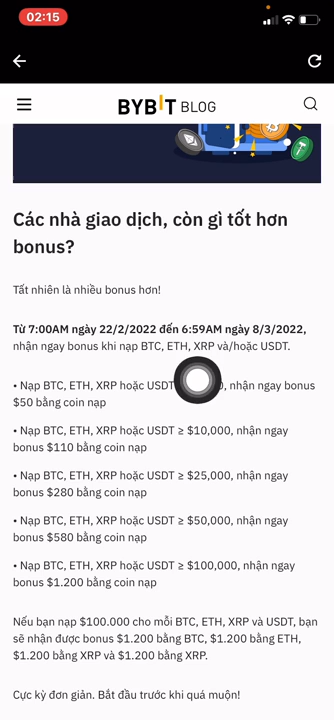 02:15
BYBIT BLOG
Các nhà giao dịch, còn gì tốt hơn
bonus?
Tất nhiên là nhiều bonus hơn!
Từ 7:00AM ngày 22/2/2022 đến 6:59AM ngày 8/3/2022,
nhận ngay bonus khi nạp BTC, ETH, XRP và/hoặc USDT.
• Nạp BTC, ETH, XRP hoặc USDT nhận ngay bonus
$50 bằng coin nạp
• Nạp BTC, ETH, XRP hoặc USDT ≥ $10,000, nhận ngay
bonus $110 bằng coin nạp
• Nạp BTC, ETH, XRP hoặc USDT ≥ $25,000, nhận ngay
bonus $280 bằng coin nạp
• Nạp BTC, ETH, XRP hoặc USDT ≥ $50,000, nhận ngay
bonus $580 bằng coin nạp
• Nạp BTC, ETH, XRP hoặc USDT ≥ $100,000, nhận ngay
bonus $1.200 bằng coin nạp
Nếu bạn nạp $100.000 cho mỗi BTC, ETH, XRP và USDT, bạn
sẽ nhận được bonus $1.200 bằng BTC, $1.200 bằng ETH,
$1.200 bằng XRP và $1.200 bằng XRP.
Cực kỳ đơn giản. Bắt đầu trước khi quá muộn!